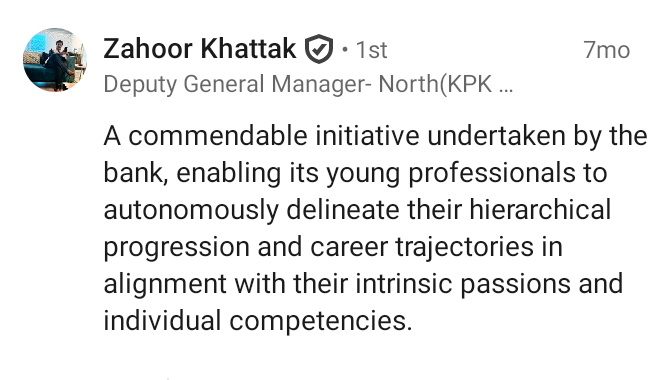 Zahoor Khattak • 1st 7mo
Deputy General Manager- North(KPK ...
A commendable initiative undertaken by the
bank, enabling its young professionals to
autonomously delineate their hierarchical
progression and career trajectories in
alignment with their intrinsic passions and
individual competencies.